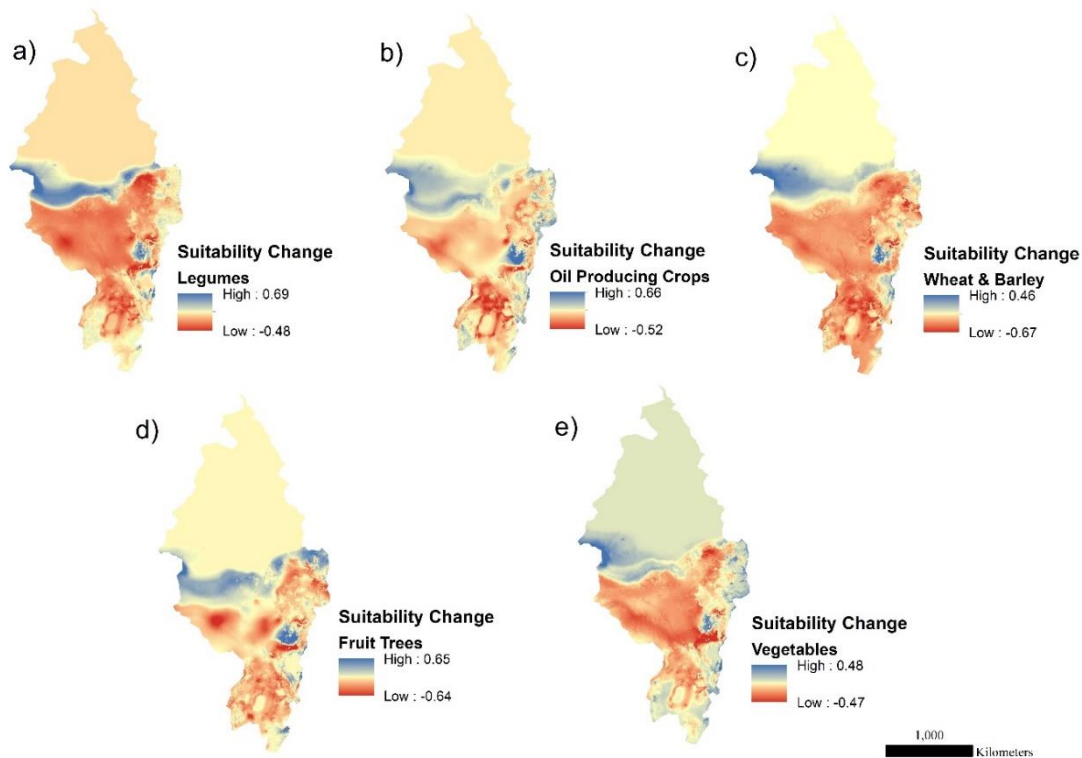 a)
Suitability Change
Legumes
High : 0.69
Low : -0.48
b)
Suitability Change
Oil Producing Crops
High : 0.66
Low : -0.52
c)
Suitability Change
Wheat & Barley
High : 0.46
Low : -0.67
d)
Suitability Change
Fruit Trees
High : 0.65
Low : -0.64
e)
Suitability Change
Vegetables
High : 0.48
Low : -0.47
1,000
Kilometers